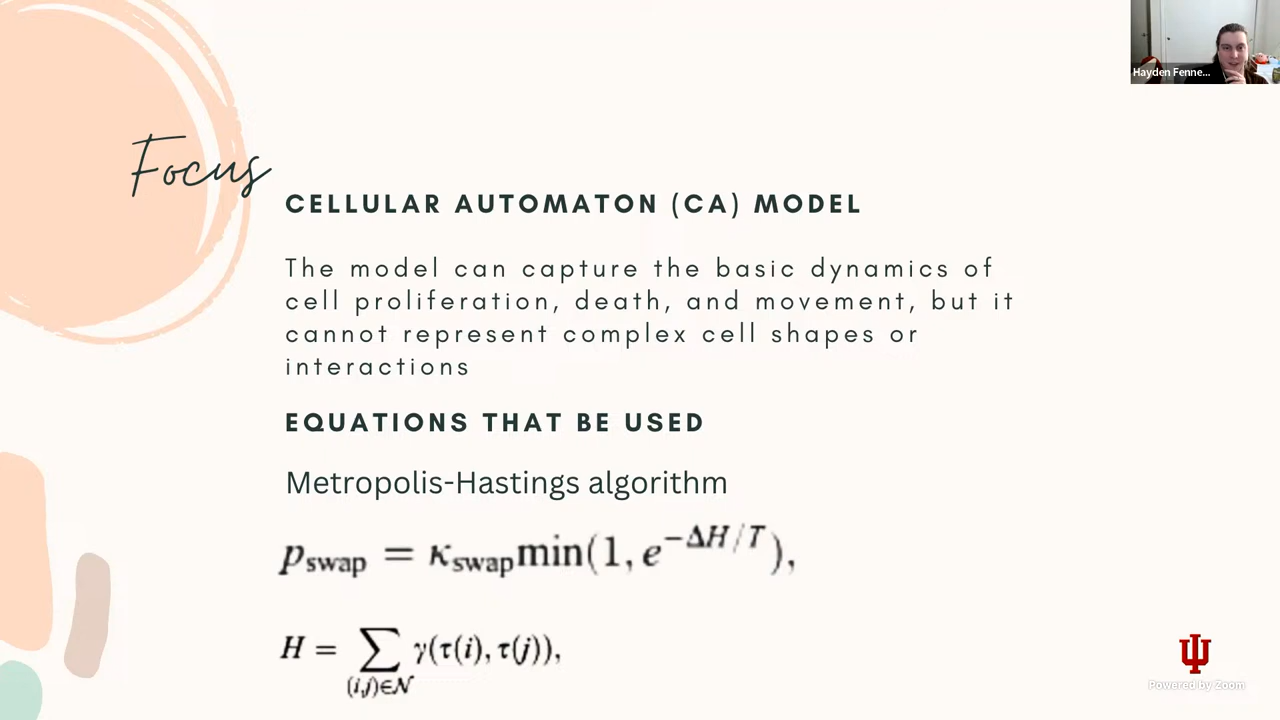 Hayden Fenne...
Focus
CELLULAR AUTOMATON (CA) MODEL
The model can capture the basic dynamics of
cell proliferation, death, and movement, but it
cannot represent complex cell shapes or
interactions
EQUATIONS THAT BE USED
Metropolis-Hastings algorithm
p_swap = κ_swap min(1, e^{−ΔH/T}),
H = ∑_{(i,j)∈𝒩} γ(τ(i), τ(j)),
Powered by Zoom